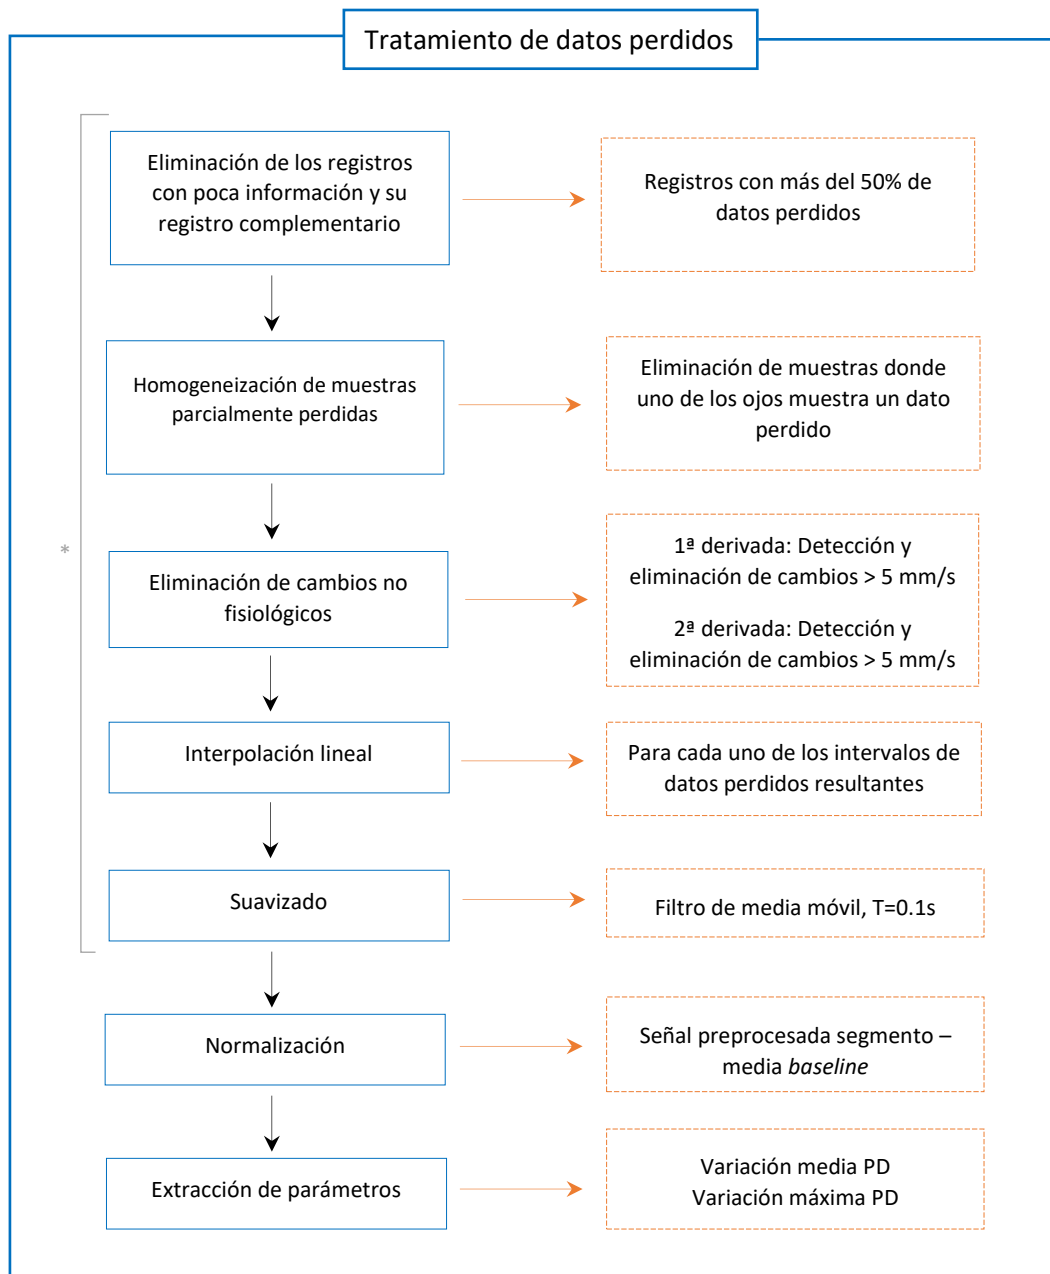 Tratamiento de datos perdidos
Eliminación de los registros
con poca información y su
registro complementario
Registros con más del 50% de
datos perdidos
Homogeneización de muestras
parcialmente perdidas
Eliminación de muestras donde
uno de los ojos muestra un dato
perdido
*
Eliminación de cambios no
fisiológicos
1ª derivada: Detección y
eliminación de cambios > 5 mm/s
2ª derivada: Detección y
eliminación de cambios > 5 mm/s
Interpolación lineal
Para cada uno de los intervalos de
datos perdidos resultantes
Suavizado
Filtro de media móvil, T=0.1s
Normalización
Señal preprocesada segmento –
media baseline
Extracción de parámetros
Variación media PD
Variación máxima PD